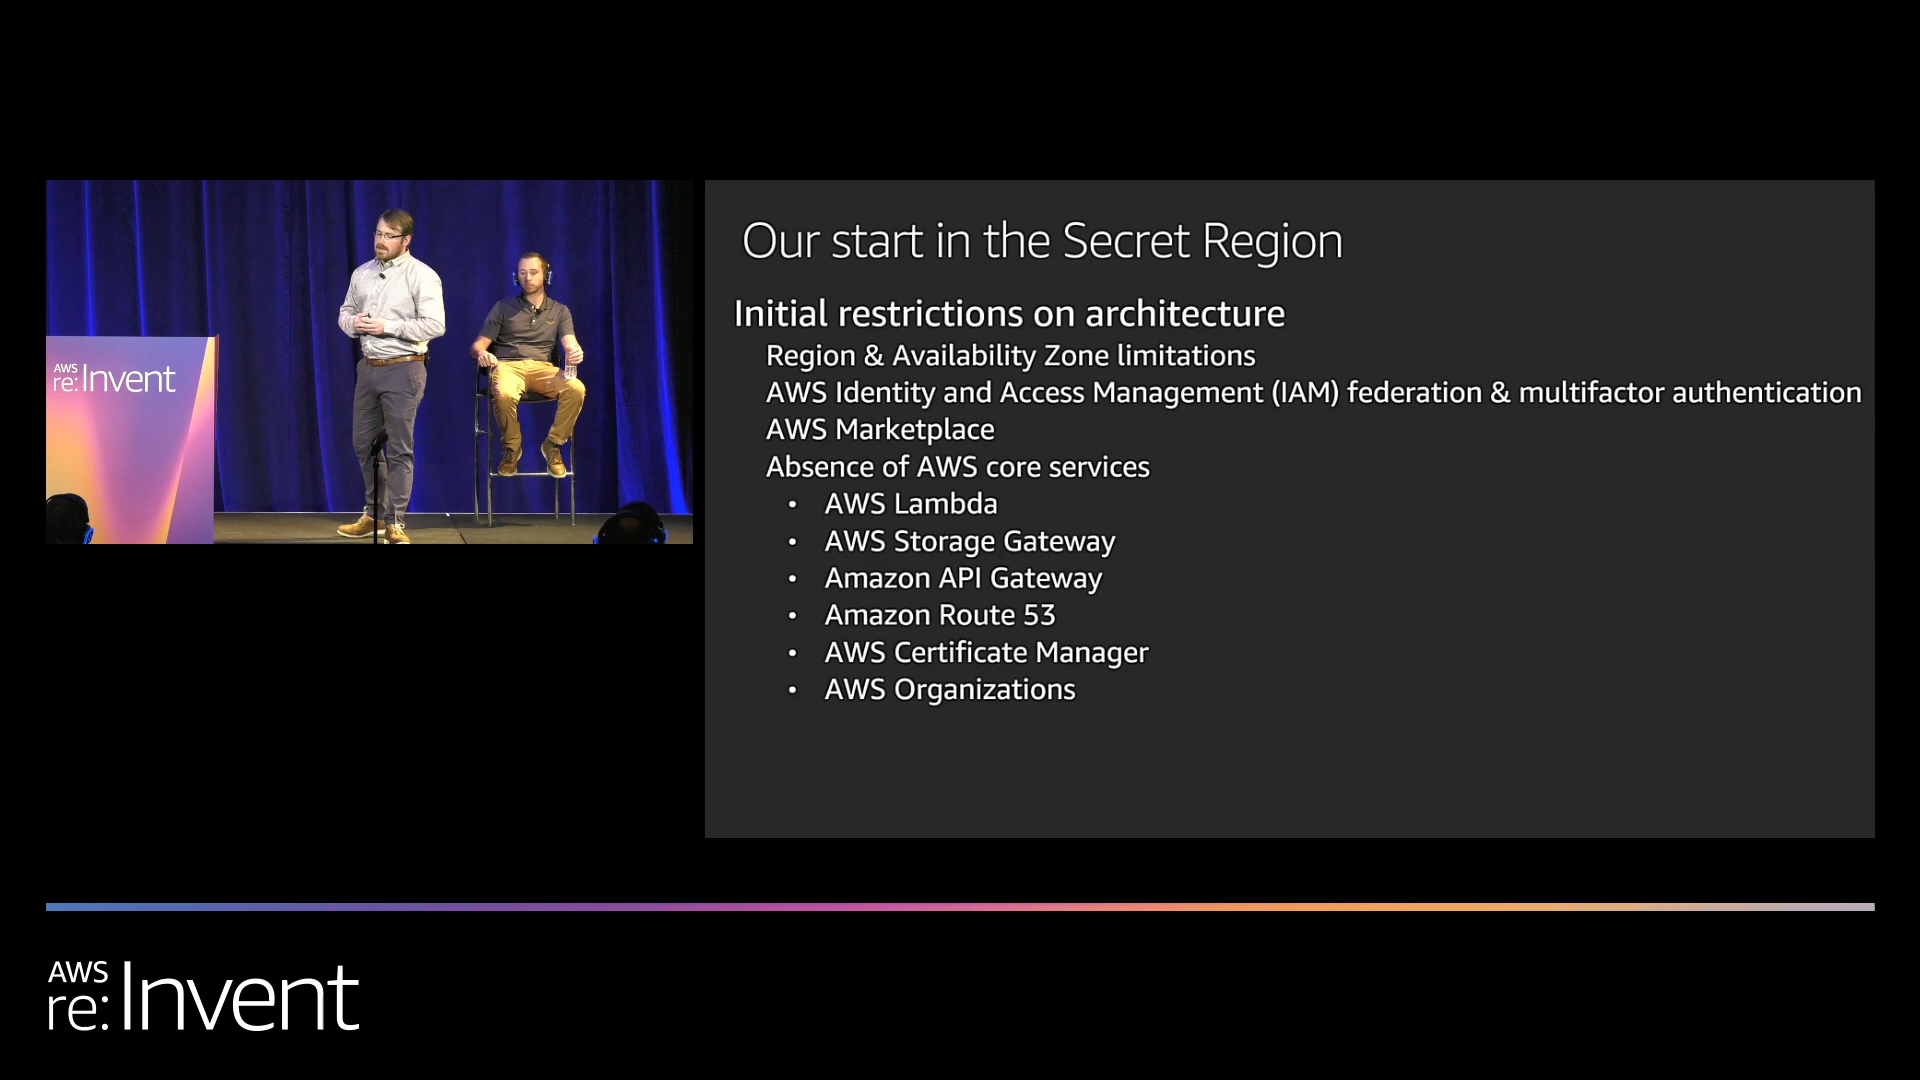 AWS
re:Invent
Our start in the Secret Region
Initial restrictions on architecture
Region & Availability Zone limitations
AWS Identity and Access Management (IAM) federation & multifactor authentication
AWS Marketplace
Absence of AWS core services
• AWS Lambda
• AWS Storage Gateway
• Amazon API Gateway
• Amazon Route 53
• AWS Certificate Manager
• AWS Organizations
AWS
re:Invent